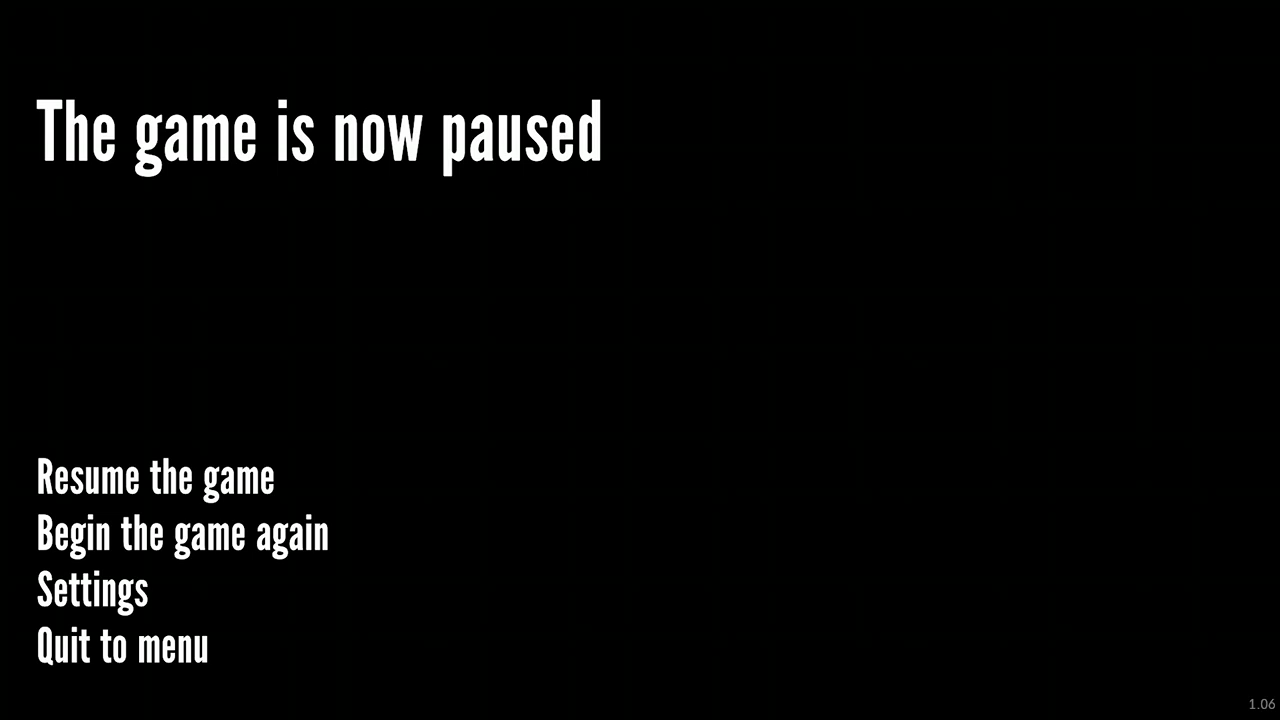 The game is now paused
Resume the game
Begin the game again
Settings
Quit to menu
1.06